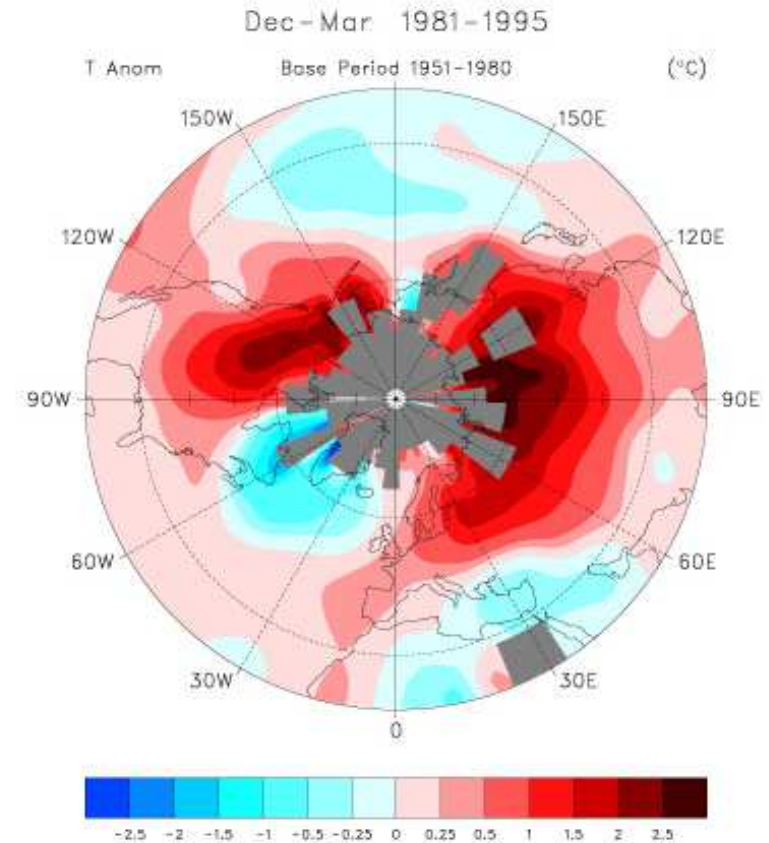 Dec-Mar 1981-1995
T Anom Base Period 1951-1980 (°C)
150W 150E
120W 120E
90W 90E
60W 60E
30W 30E
0
-2.5 -2 -1.5 -1 -0.5 -0.25 0 0.25 0.5 1 1.5 2 2.5